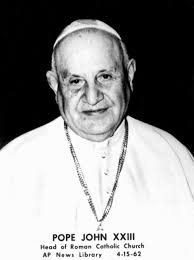 POPE JOHN XXIII
Head of Roman Catholic Church
AP News Library 4-15-62